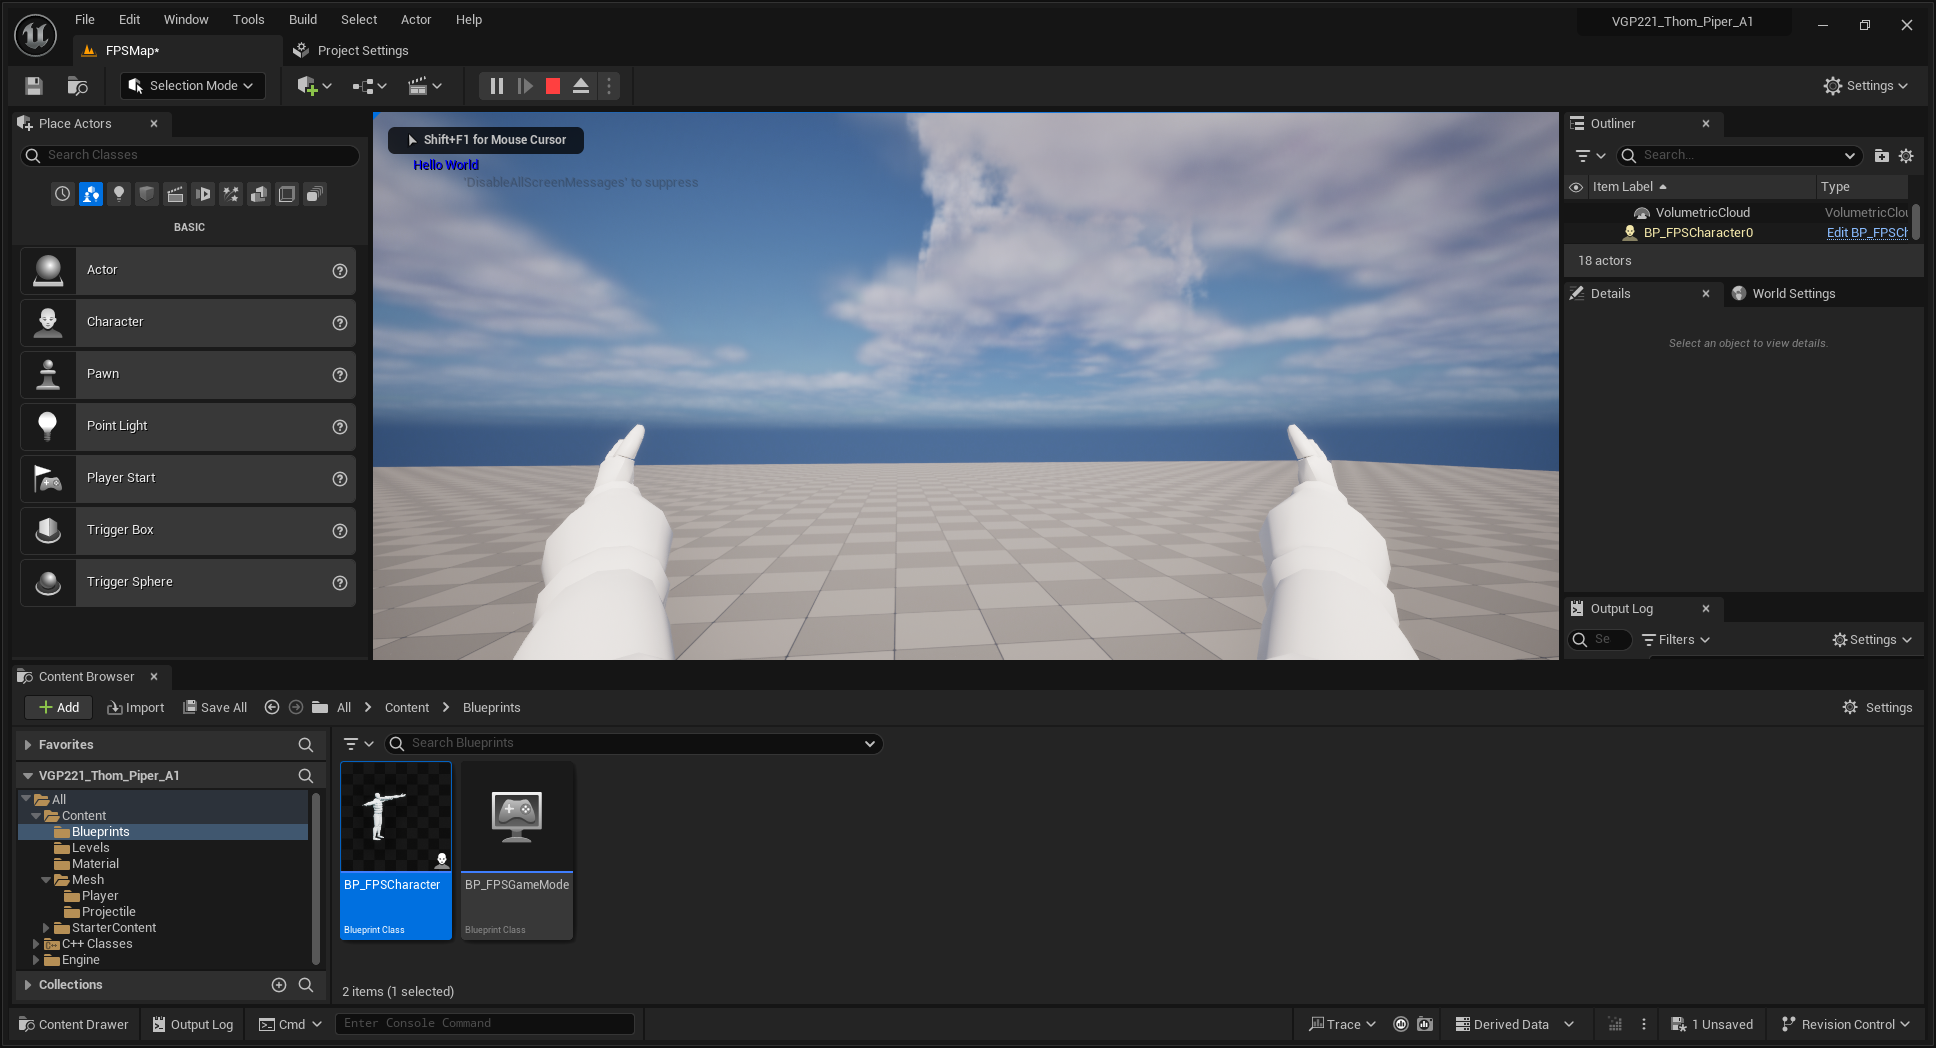 File Edit Window Tools Build Select Actor Help
VGP221_Thom_Piper_A1
FPSMap*
Project Settings
Selection Mode
Settings
Place Actors
Search Classes
BASIC
Actor
Character
Pawn
Point Light
Player Start
Trigger Box
Trigger Sphere
Shift+F1 for Mouse Cursor
Hello World
'DisableAllScreenMessages' to suppress
Outliner
Search...
Item Label
Type
VolumetricCloud
VolumetricClou
BP_FPSCharacter0
Edit BP_FPSCh
18 actors
Details
World Settings
Select an object to view details.
Output Log
Se
Filters
Settings
Content Browser
Add
Import
Save All
All
Content
Blueprints
Settings
Favorites
VGP221_Thom_Piper_A1
All
Content
Blueprints
Levels
Material
Mesh
Player
Projectile
StarterContent
C++ Classes
Engine
Collections
Search Blueprints
BP_FPSCharacter
Blueprint Class
BP_FPSGameMode
Blueprint Class
2 items (1 selected)
Content Drawer
Output Log
Cmd
Enter Console Command
Trace
Derived Data
1 Unsaved
Revision Control